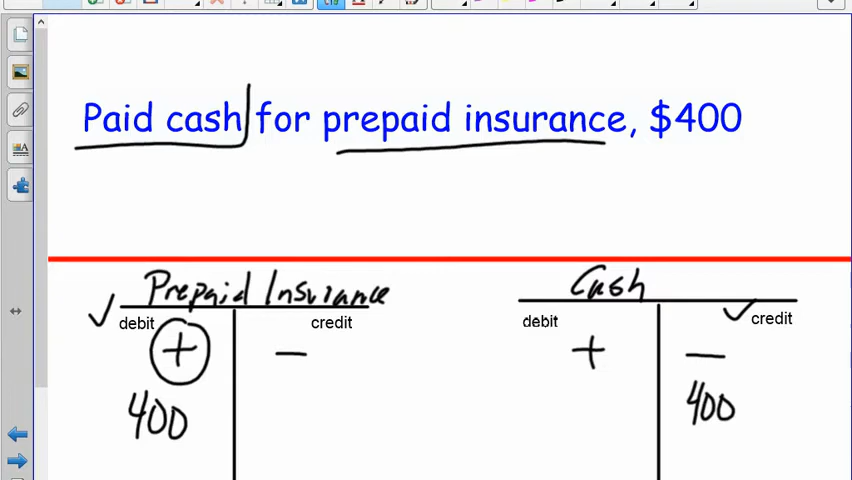 Paid cash for prepaid insurance, $400
Prepaid Insurance
Cash
debit
credit
debit
credit
+
−
+
−
400
400